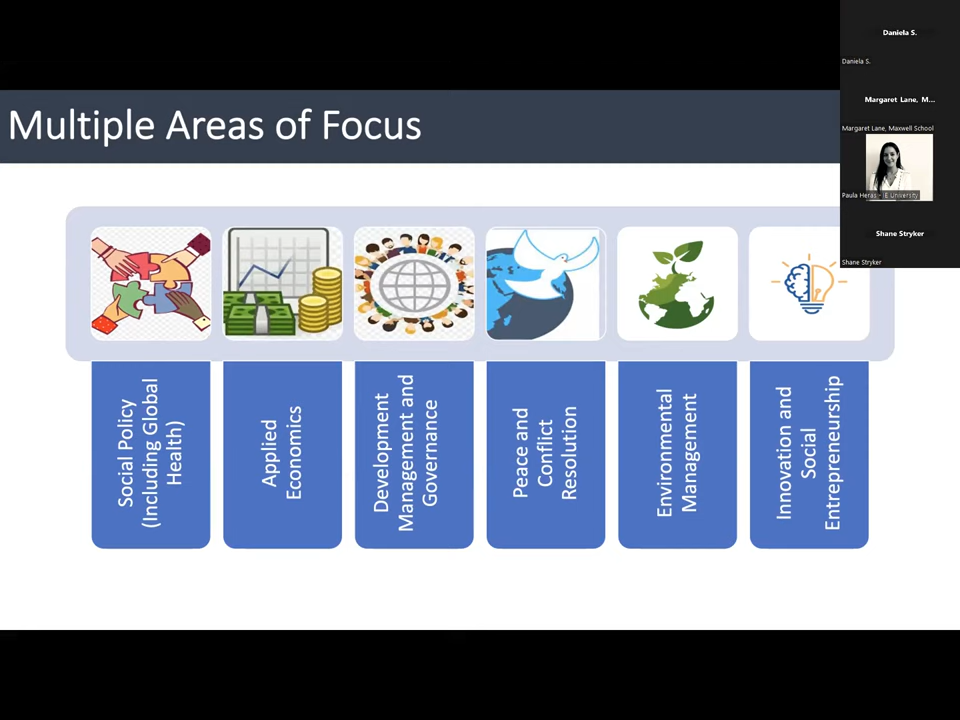 Multiple Areas of Focus
Social Policy
(Including Global
Health)
Applied
Economics
Development
Management and
Governance
Peace and
Conflict
Resolution
Environmental
Management
Innovation and
Social
Entrepreneurship
Daniela S.
Daniela S.
Margaret Lane, M...
Margaret Lane, Maxwell School
Paula Heras - IE University
Shane Stryker
Shane Stryker